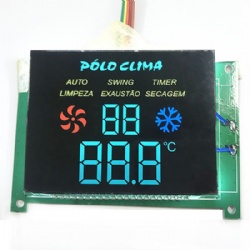 PÓLO CLIMA
AUTO SWING TIMER
LIMPEZA EXAUSTÃO SECAGEM
88
88.8 °C